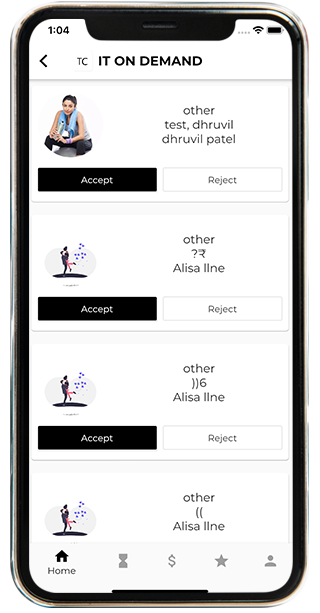 1:04
TC IT ON DEMAND
other
test, dhruvil
dhruvil patel
Accept Reject
other
?₹
Alisa line
Accept Reject
other
))6
Alisa line
Accept Reject
other
((
Alisa line
Home
$